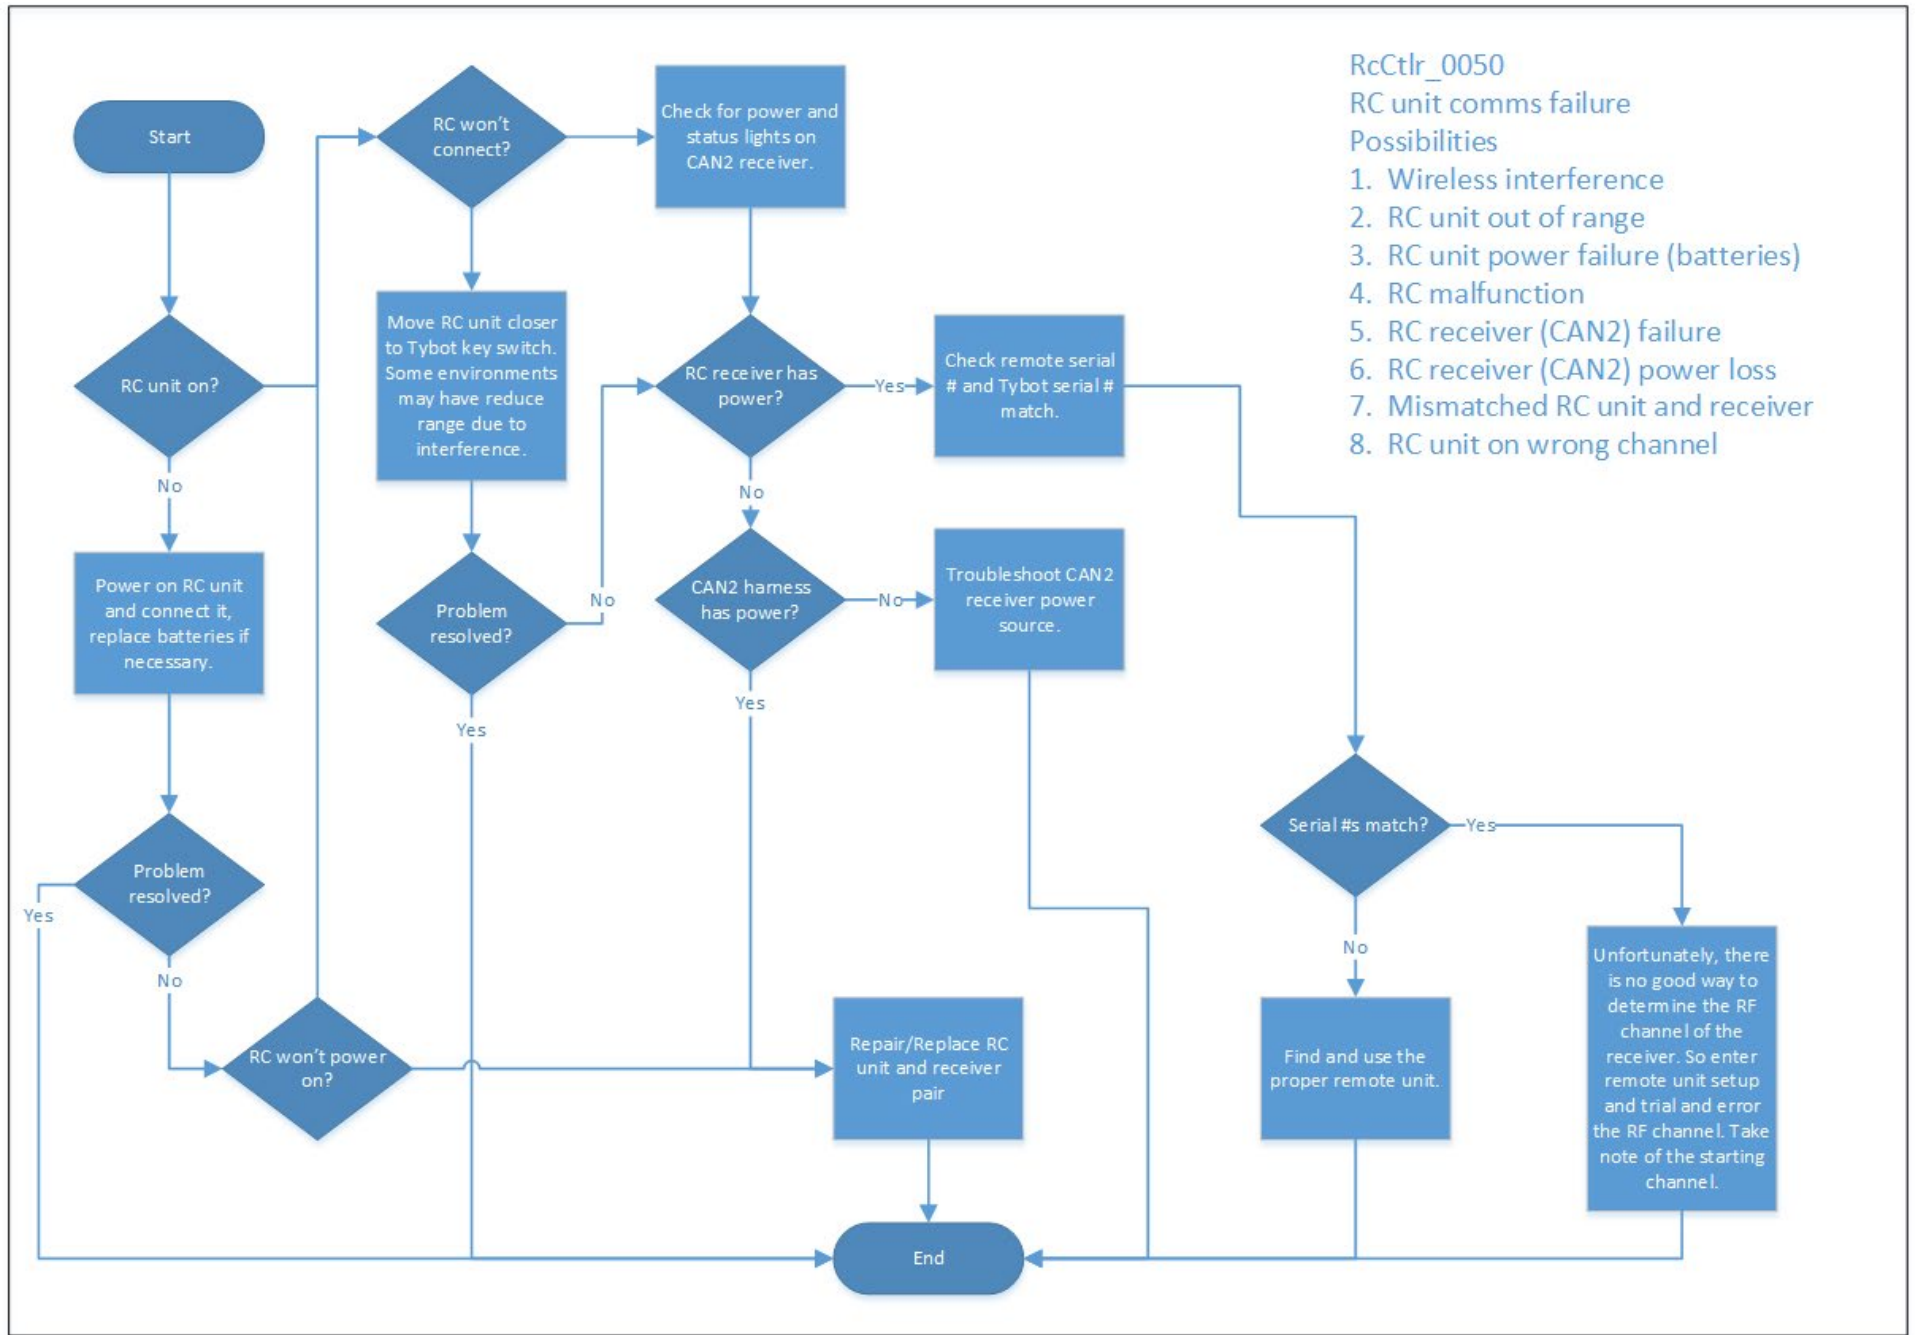 Start
RC unit on?
No
Power on RC unit
and connect it,
replace batteries if
necessary.
Problem
resolved?
Yes
No
RC won't power
on?
RC won't
connect?
Move RC unit closer
to Tybot key switch.
Some environments
may have reduce
range due to
interference.
Problem
resolved?
No
Yes
Check for power and
status lights on
CAN2 receiver.
RC receiver has
power?
Yes
No
Check remote serial
# and Tybot serial #
match.
CAN2 harness
has power?
No
Yes
Troubleshoot CAN2
receiver power
source.
Repair/Replace RC
unit and receiver
pair
End
Serial #s match?
Yes
No
Find and use the
proper remote unit.
Unfortunately, there
is no good way to
determine the RF
channel of the
receiver. So enter
remote unit setup
and trial and error
the RF channel. Take
note of the starting
channel.
RcCtlr_0050
RC unit comms failure
Possibilities
1. Wireless interference
2. RC unit out of range
3. RC unit power failure (batteries)
4. RC malfunction
5. RC receiver (CAN2) failure
6. RC receiver (CAN2) power loss
7. Mismatched RC unit and receiver
8. RC unit on wrong channel